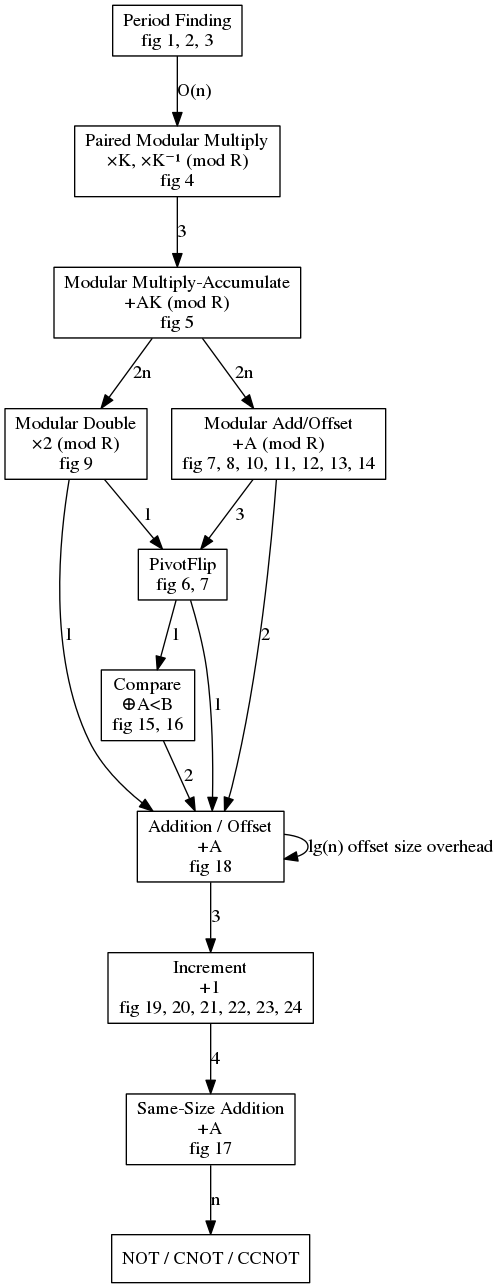 Period Finding
fig 1, 2, 3
O(n)
Paired Modular Multiply
×K, ×K⁻¹ (mod R)
fig 4
3
Modular Multiply-Accumulate
+AK (mod R)
fig 5
2n
2n
Modular Double
×2 (mod R)
fig 9
Modular Add/Offset
+A (mod R)
fig 7, 8, 10, 11, 12, 13, 14
1
3
PivotFlip
fig 6, 7
1
1
2
Compare
⊕A<B
fig 15, 16
1
2
Addition / Offset
+A
fig 18
lg(n) offset size overhead
3
Increment
+1
fig 19, 20, 21, 22, 23, 24
4
Same-Size Addition
+A
fig 17
n
NOT / CNOT / CCNOT